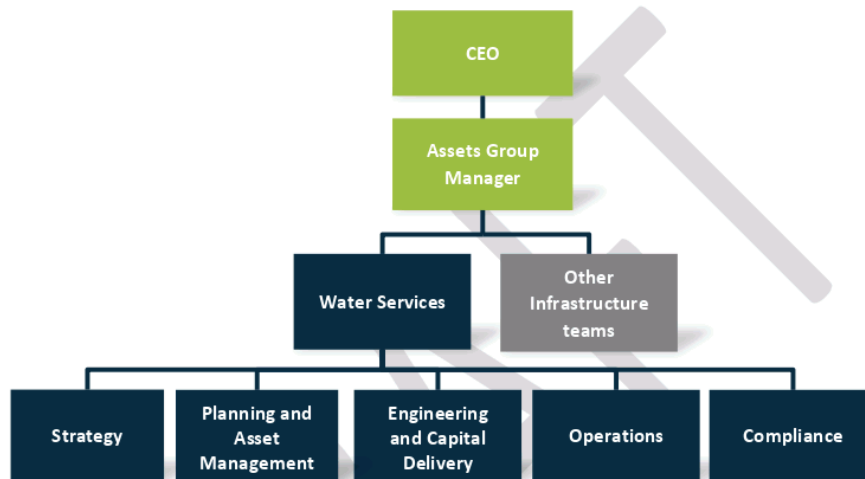 CEO
Assets Group
Manager
Water Services
Other
Infrastructure
teams
Strategy
Planning and
Asset
Management
Engineering
and Capital
Delivery
Operations
Compliance